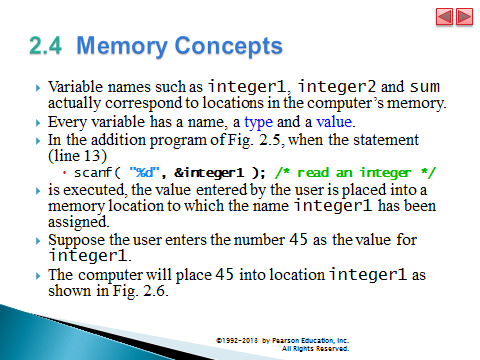 2.4 Memory Concepts
Variable names such as integer1, integer2 and sum
actually correspond to locations in the computer's memory.
Every variable has a name, a type and a value.
In the addition program of Fig. 2.5, when the statement
(line 13)
scanf( "%d", &integer1 ); /* read an integer */
is executed, the value entered by the user is placed into a
memory location to which the name integer1 has been
assigned.
Suppose the user enters the number 45 as the value for
integer1.
The computer will place 45 into location integer1 as
shown in Fig. 2.6.
©1992-2013 by Pearson Education, Inc.
All Rights Reserved.